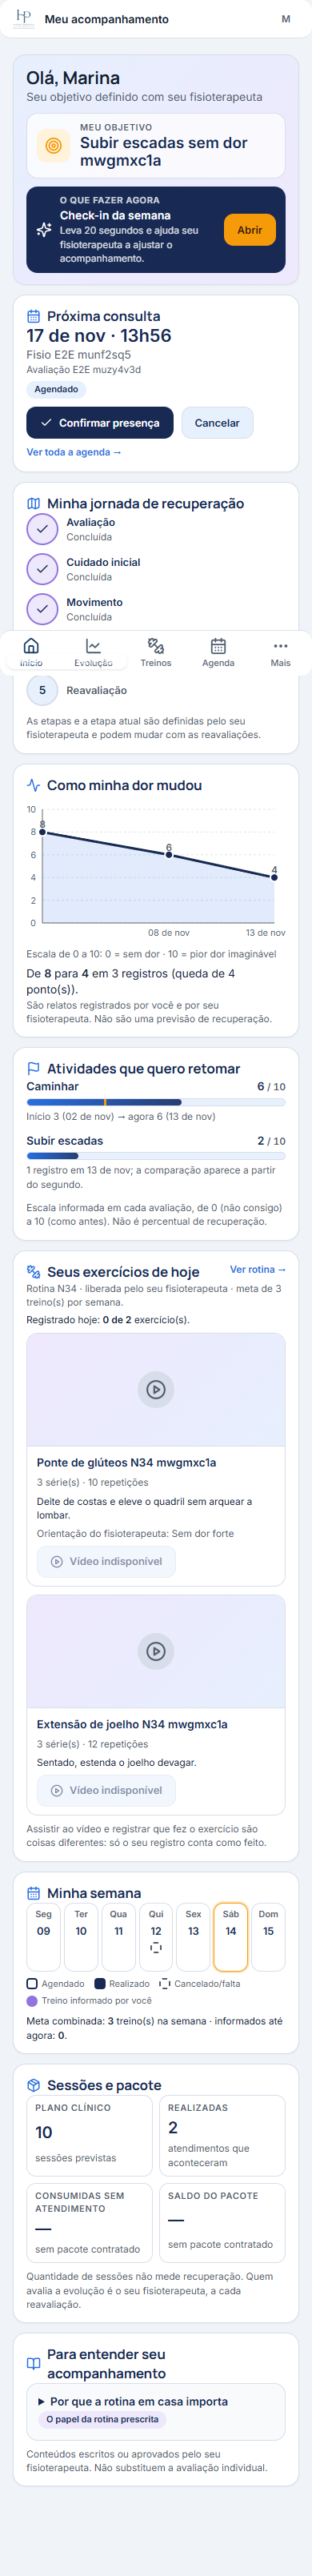 HP
Meu acompanhamento
M
Olá, Marina
Seu objetivo definido com seu fisioterapeuta
MEU OBJETIVO
Subir escadas sem dor
mwgmxc1a
O QUE FAZER AGORA
Check-in da semana
Leva 20 segundos e ajuda seu
fisioterapeuta a ajustar o
acompanhamento.
Abrir
Próxima consulta
17 de nov · 13h56
Fisio E2E munf2sq5
Avaliação E2E muzy4v3d
Agendado
Confirmar presença
Cancelar
Ver toda a agenda →
Minha jornada de recuperação
Avaliação
Concluída
Cuidado inicial
Concluída
Movimento
Concluída
Início
Evolução
Treinos
Agenda
Mais
5
Reavaliação
As etapas e a etapa atual são definidas pelo seu
fisioterapeuta e podem mudar com as reavaliações.
Como minha dor mudou
10
8
6
4
2
0
8
6
4
08 de nov
13 de nov
Escala de 0 a 10: 0 = sem dor · 10 = pior dor imaginável
De 8 para 4 em 3 registros (queda de 4
ponto(s)).
São relatos registrados por você e por seu
fisioterapeuta. Não são uma previsão de recuperação.
Atividades que quero retomar
Caminhar
6 / 10
Início 3 (02 de nov) → agora 6 (13 de nov)
Subir escadas
2 / 10
1 registro em 13 de nov; a comparação aparece a partir
do segundo.
Escala informada em cada avaliação, de 0 (não consigo)
a 10 (como antes). Não é percentual de recuperação.
Seus exercícios de hoje
Ver rotina →
Rotina N34 · liberada pelo seu fisioterapeuta · meta de 3
treino(s) por semana.
Registrado hoje: 0 de 2 exercício(s).
Ponte de glúteos N34 mwgmxc1a
3 série(s) · 10 repetições
Deite de costas e eleve o quadril sem arquear a
lombar.
Orientação do fisioterapeuta: Sem dor forte
Vídeo indisponível
Extensão de joelho N34 mwgmxc1a
3 série(s) · 12 repetições
Sentado, estenda o joelho devagar.
Vídeo indisponível
Assistir ao vídeo e registrar que fez o exercício são
coisas diferentes: só o seu registro conta como feito.
Minha semana
Seg
Ter
Qua
Qui
Sex
Sáb
Dom
09
10
11
12
13
14
15
Agendado
Realizado
Cancelado/falta
Treino informado por você
Meta combinada: 3 treino(s) na semana · informados até
agora: 0.
Sessões e pacote
PLANO CLÍNICO
10
sessões previstas
REALIZADAS
2
atendimentos que
aconteceram
CONSUMIDAS SEM
ATENDIMENTO
—
sem pacote contratado
SALDO DO PACOTE
—
sem pacote contratado
Quantidade de sessões não mede recuperação. Quem
avalia a evolução é o seu fisioterapeuta, a cada
reavaliação.
Para entender seu
acompanhamento
Por que a rotina em casa importa
O papel da rotina prescrita
Conteúdos escritos ou aprovados pelo seu
fisioterapeuta. Não substituem a avaliação individual.